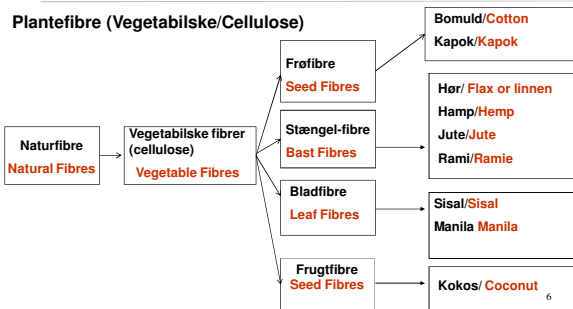 Plantefibre (Vegetabilske/Cellulose)
Naturfibre
Natural Fibres
Vegetabilske fibrer
(cellulose)
Vegetable Fibres
Frøfibre
Seed Fibres
Bomuld/Cotton
Kapok/Kapok
Stængel-fibre
Bast Fibres
Hør/ Flax or linnen
Hamp/Hemp
Jute/Jute
Rami/Ramie
Bladfibre
Leaf Fibres
Sisal/Sisal
Manila Manila
Frugtfibre
Seed Fibres
Kokos/ Coconut
6